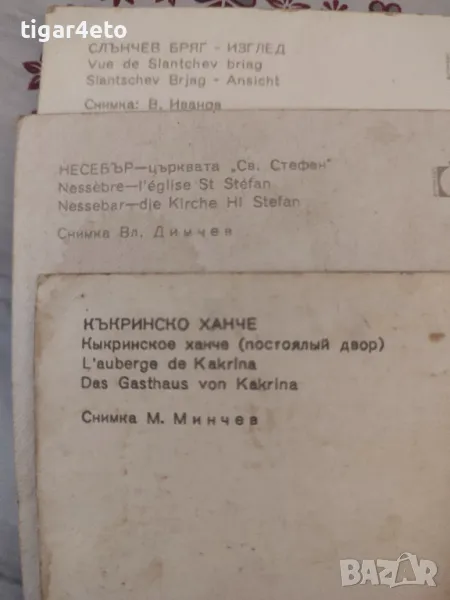 tigar4eto
СЛЪНЧЕВ БРЯГ - ИЗГЛЕД
Vue de Slantchev briag
Slantschev Brjag - Ansicht
Снимка: В. Иванов
НЕСЕБЪР—църквата „Св. Стефан"
Nessèbre—l'église St Stéfan
Nessebar—die Kirche Hl Stefan
Снимка Вл. Димчев
КЪКРИНСКО ХАНЧЕ
Кыкринское ханче (постоялый двор)
L'auberge de Kakrina
Das Gasthaus von Kakrina
Снимка М. Минчев
BAZAR